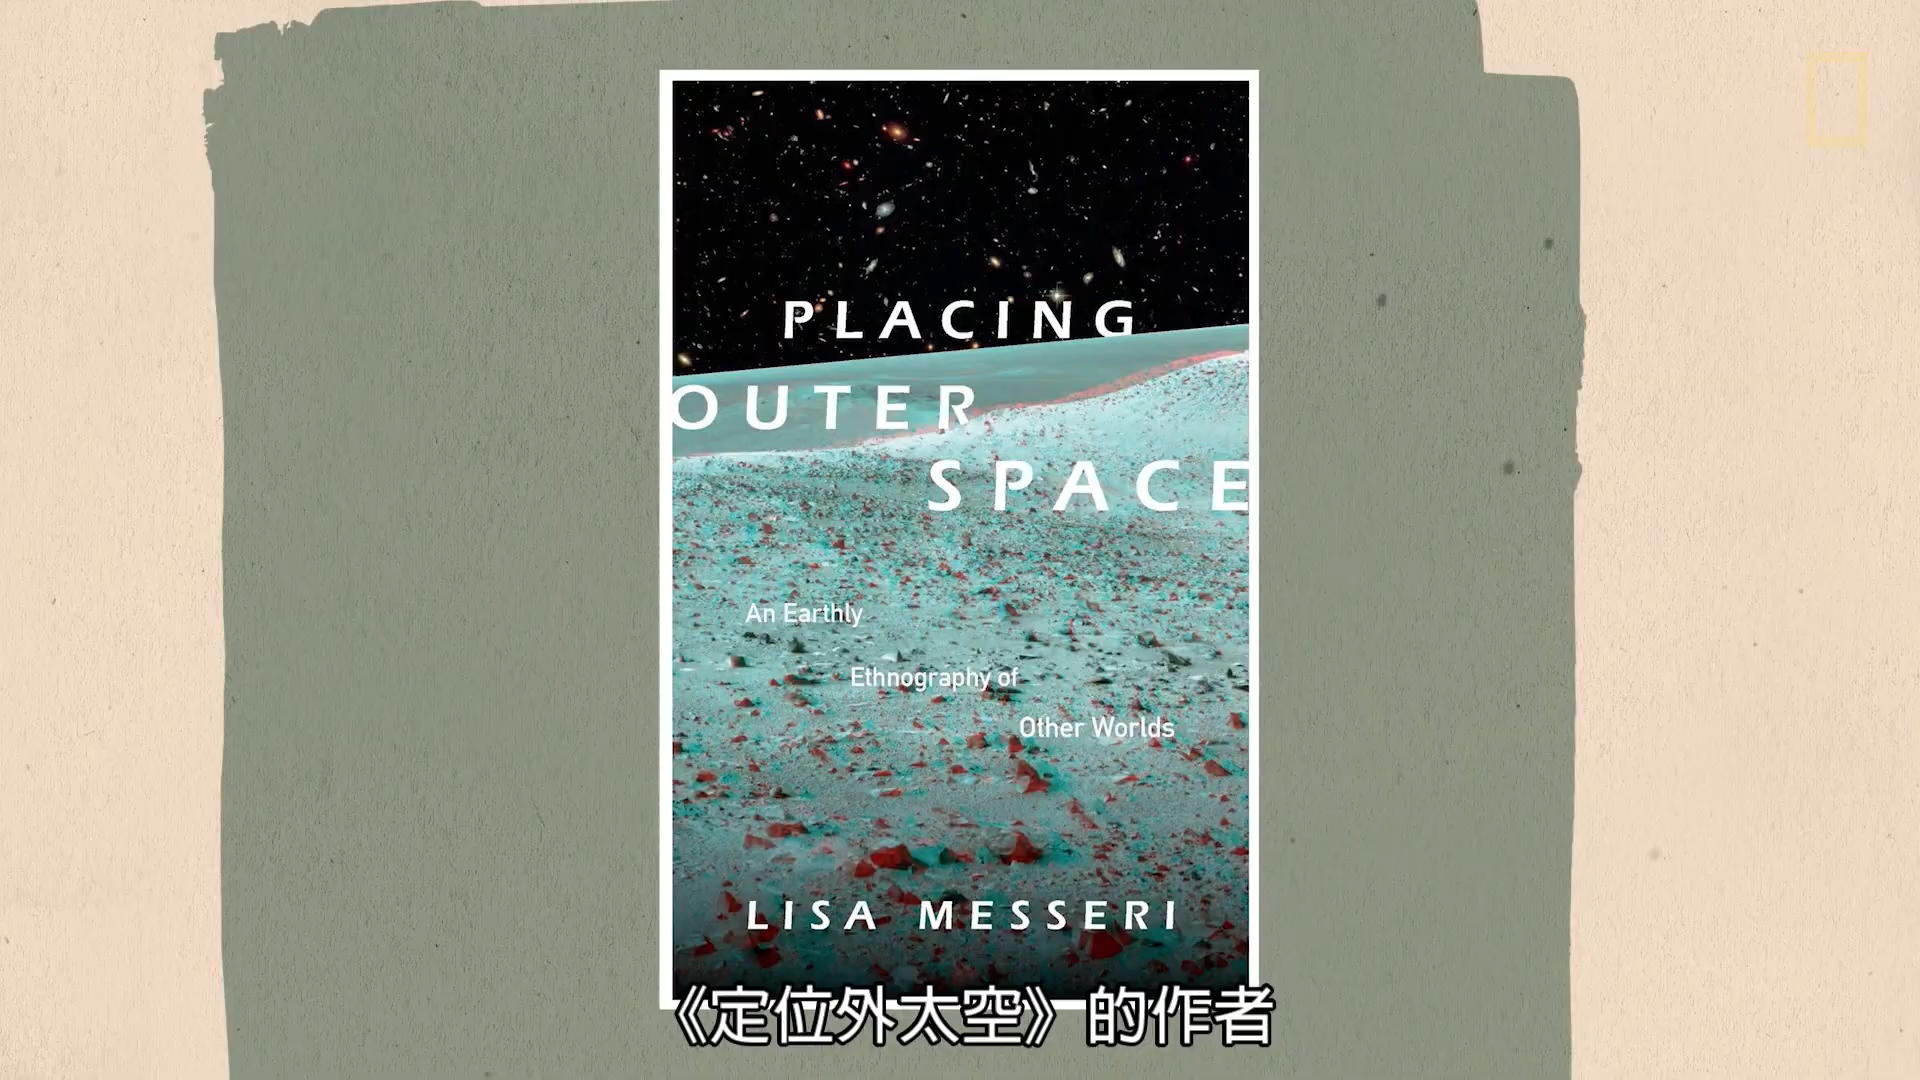 PLACING
OUTER
SPACE
An Earthly
Ethnography of
Other Worlds
LISA MESSERI
《定位外太空》的作者